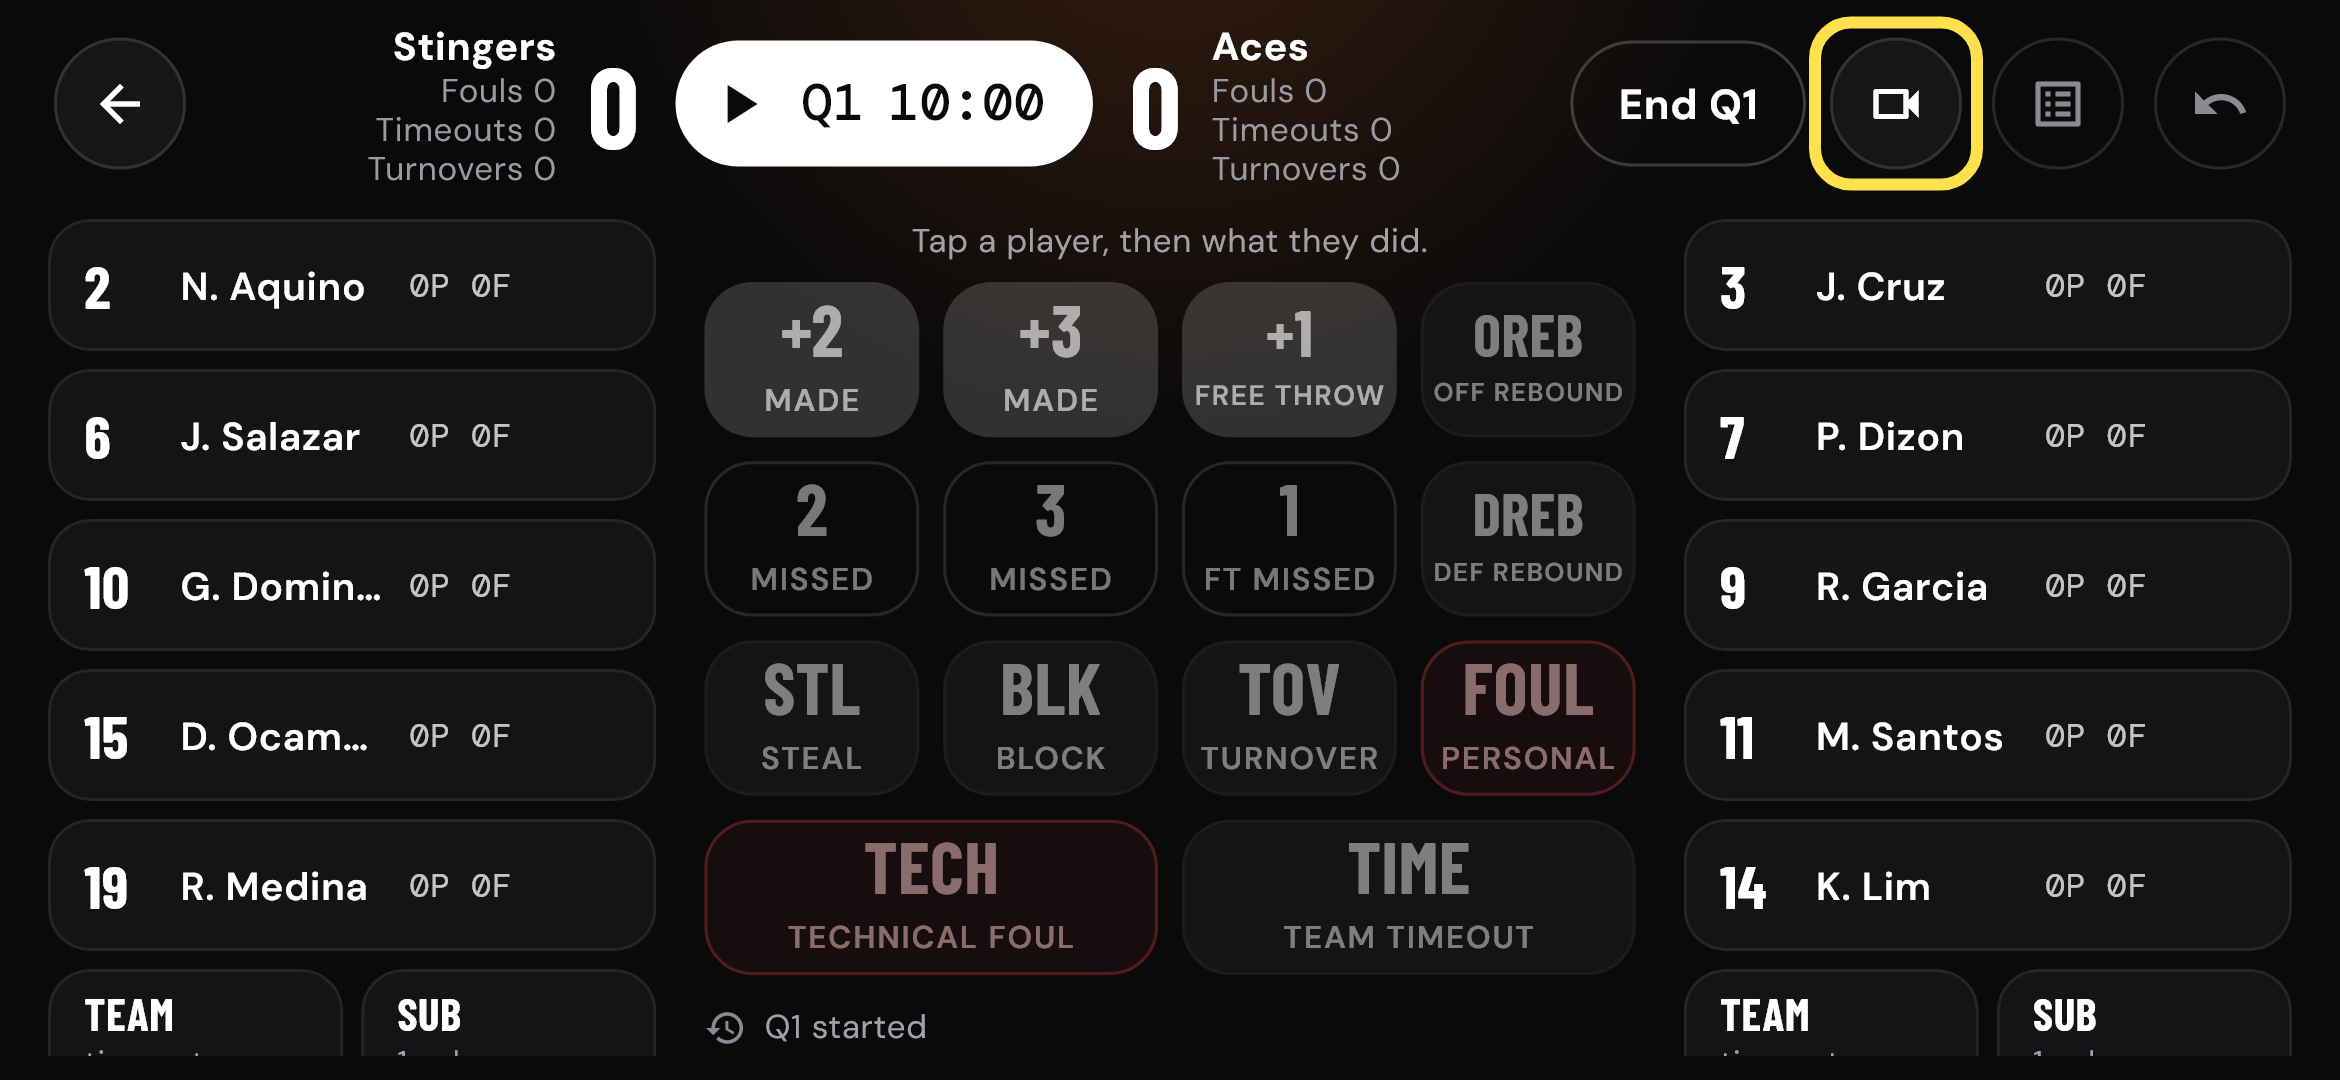 Stingers
Fouls 0
Timeouts 0
Turnovers 0
0
Q1 10:00
0
Aces
Fouls 0
Timeouts 0
Turnovers 0
End Q1
Tap a player, then what they did.
2 N. Aquino 0P 0F
6 J. Salazar 0P 0F
10 G. Domin... 0P 0F
15 D. Ocam... 0P 0F
19 R. Medina 0P 0F
TEAM
SUB
+2
MADE
+3
MADE
+1
FREE THROW
OREB
OFF REBOUND
2
MISSED
3
MISSED
1
FT MISSED
DREB
DEF REBOUND
STL
STEAL
BLK
BLOCK
TOV
TURNOVER
FOUL
PERSONAL
TECH
TECHNICAL FOUL
TIME
TEAM TIMEOUT
Q1 started
3 J. Cruz 0P 0F
7 P. Dizon 0P 0F
9 R. Garcia 0P 0F
11 M. Santos 0P 0F
14 K. Lim 0P 0F
TEAM
SUB